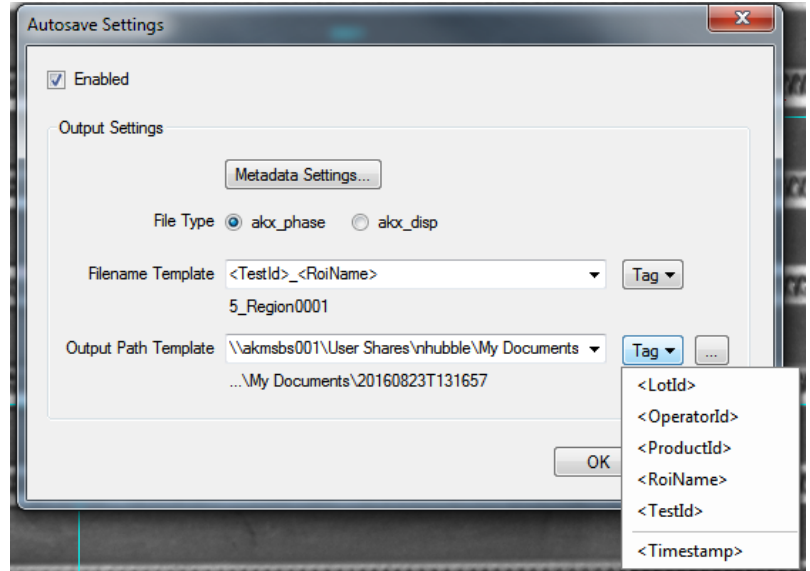 Autosave Settings
Enabled
Output Settings
Metadata Settings...
File Type akx_phase akx_disp
Filename Template <TestId>_<RoiName> Tag
5_Region0001
Output Path Template \\akmsbs001\User Shares\nhubble\My Documents Tag ...
...\My Documents\20160823T131657
<LotId>
<OperatorId>
<ProductId>
OK
<RoiName>
<TestId>
<Timestamp>